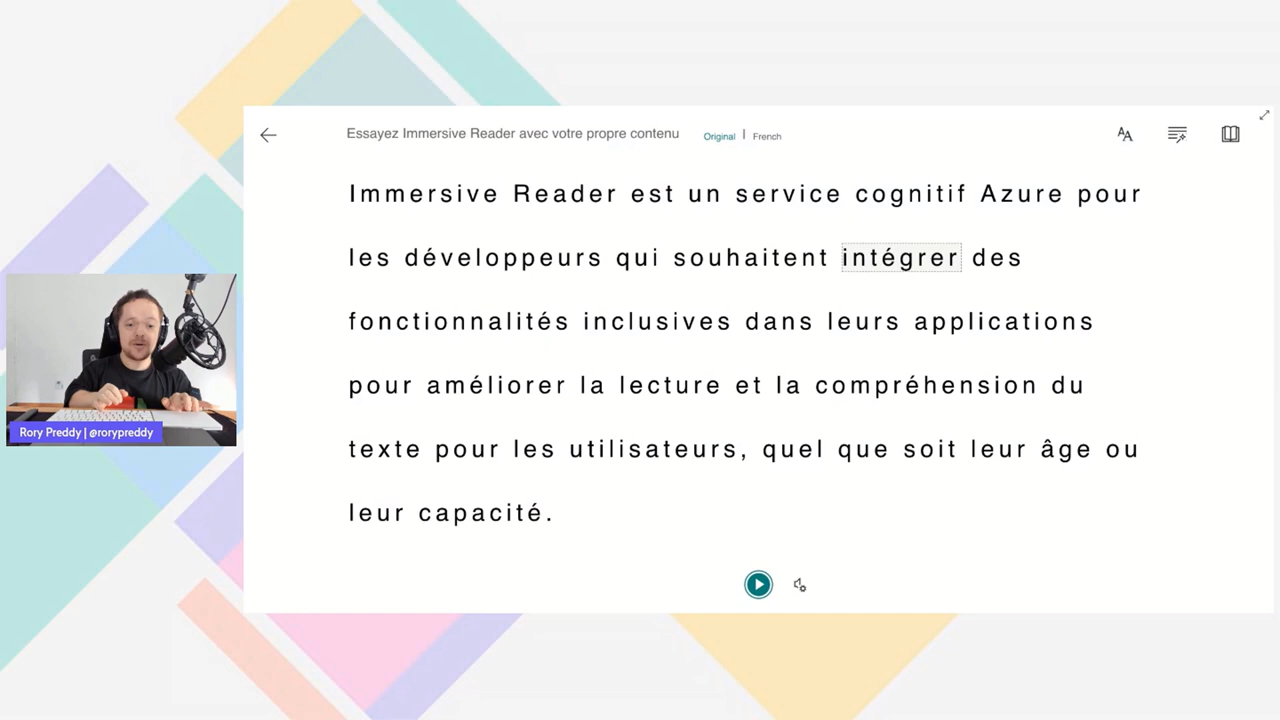 Essayez Immersive Reader avec votre propre contenu
Original | French
Immersive Reader est un service cognitif Azure pour
les développeurs qui souhaitent intégrer des
fonctionnalités inclusives dans leurs applications
pour améliorer la lecture et la compréhension du
texte pour les utilisateurs, quel que soit leur âge ou
leur capacité.
Rory Preddy | @rorypreddy